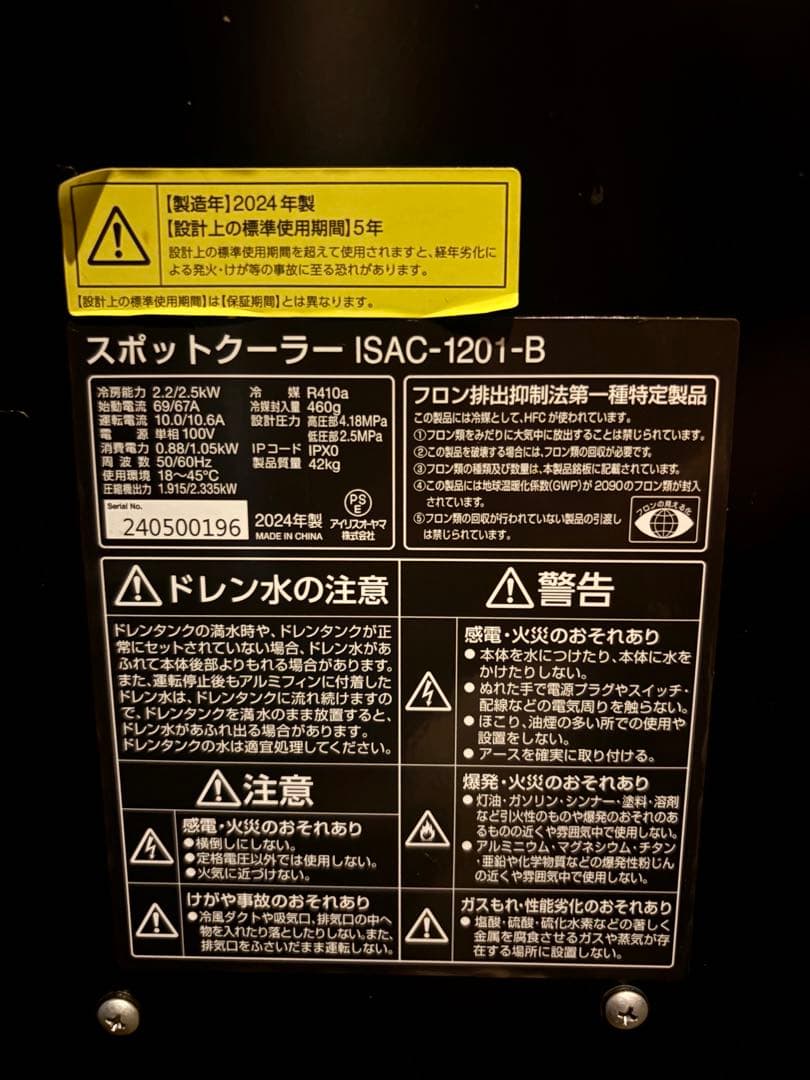 【製造年】2024年製
【設計上の標準使用期間】5年
設計上の標準使用期間を超えて使用されますと、経年劣化に
よる発火・けが等の事故に至る恐れがあります。
【設計上の標準使用期間】は【保証期間】とは異なります。
スポットクーラー ISAC-1201-B
冷房能力 2.2/2.5kW
始動電流 69/67A
運転電流 10.0/10.6A
電源 単相100V
消費電力 0.88/1.05kW
周波数 50/60Hz
使用環境 18〜45℃
圧縮機出力 1.915/2.335kW
冷媒 R410a
冷媒封入量 460g
設計圧力 高圧部4.18MPa
低圧部2.5MPa
IPコード IPX0
製品質量 42kg
Serial No.
240500196
2024年製
MADE IN CHINA
PSE
アイリスオーヤマ
株式会社
フロン排出抑制法第一種特定製品
この製品には冷媒として、HFCが使われています。
①フロン類をみだりに大気中に放出することは禁じられています。
②この製品を破壊する場合には、フロン類の回収が必要です。
③フロン類の種類及び数量は、本製品銘板に記載されています。
④この製品には地球温暖化係数(GWP)が2090のフロン類が封入
されています。
⑤フロン類の回収が行われていない製品の引渡し
は禁じられています。
フロンの見える化
ドレン水の注意
ドレンタンクの満水時や、ドレンタンクが正
常にセットされていない場合、ドレン水があ
ふれて本体後部よりもれる場合があります。
また、運転停止後もアルミフィンに付着した
ドレン水は、ドレンタンクに流れ続けますの
で、ドレンタンクを満水のまま放置すると、
ドレン水があふれ出る場合があります。
ドレンタンクの水は適宜処理してください。
注意
感電・火災のおそれあり
●横倒しにしない。
●定格電圧以外では使用しない。
●火気に近づけない。
けがや事故のおそれあり
●冷風ダクトや吸気口、排気口の中へ
物を入れたり落としたりしない。また、
排気口をふさいだまま運転しない。
警告
感電・火災のおそれあり
●本体を水につけたり、本体に水を
かけたりしない。
●ぬれた手で電源プラグやスイッチ・
配線などの電気周りを触らない。
●ほこり、油煙の多い所での使用や
設置をしない。
●アースを確実に取り付ける。
爆発・火災のおそれあり
●灯油・ガソリン・シンナー・塗料・溶剤
など引火性のものや爆発のおそれのあ
るものの近くや雰囲気中で使用しない。
●アルミニウム・マグネシウム・チタン
・亜鉛や化学物質などの爆発性粉じん
の近くや雰囲気中で使用しない。
ガスもれ・性能劣化のおそれあり
●塩酸・硫酸・硫化水素などの著しく
金属を腐食させるガスや蒸気が存
在する場所に設置しない。